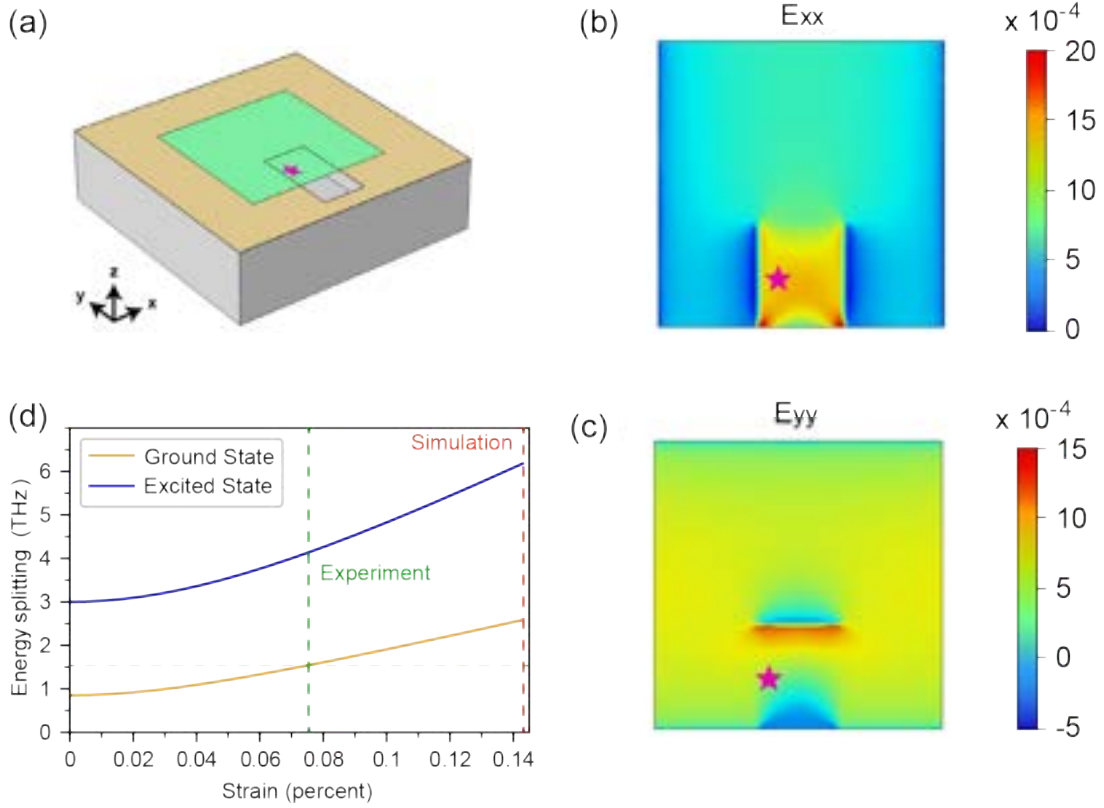 (a)
z
y
x
(b)
Exx
x 10⁻⁴
20
15
10
5
0
(d)
Simulation
Ground State
Excited State
Experiment
Energy splitting (THz)
6
5
4
3
2
1
0
0 0.02 0.04 0.06 0.08 0.10 0.12 0.14
Strain (percent)
(c)
Eyy
x 10⁻⁴
15
10
5
0
-5